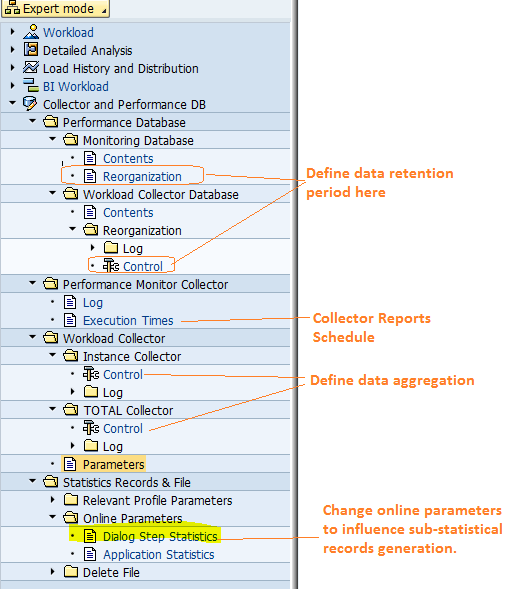 Expert mode
Workload
Detailed Analysis
Load History and Distribution
BI Workload
Collector and Performance DB
Performance Database
Monitoring Database
Contents
Reorganization
Define data retention
period here
Workload Collector Database
Contents
Reorganization
Log
Control
Performance Monitor Collector
Log
Execution Times
Collector Reports
Schedule
Workload Collector
Instance Collector
Control
Define data aggregation
Log
TOTAL Collector
Control
Log
Parameters
Statistics Records & File
Relevant Profile Parameters
Online Parameters
Dialog Step Statistics
Application Statistics
Change online parameters
to influence sub-statistical
records generation.
Delete File